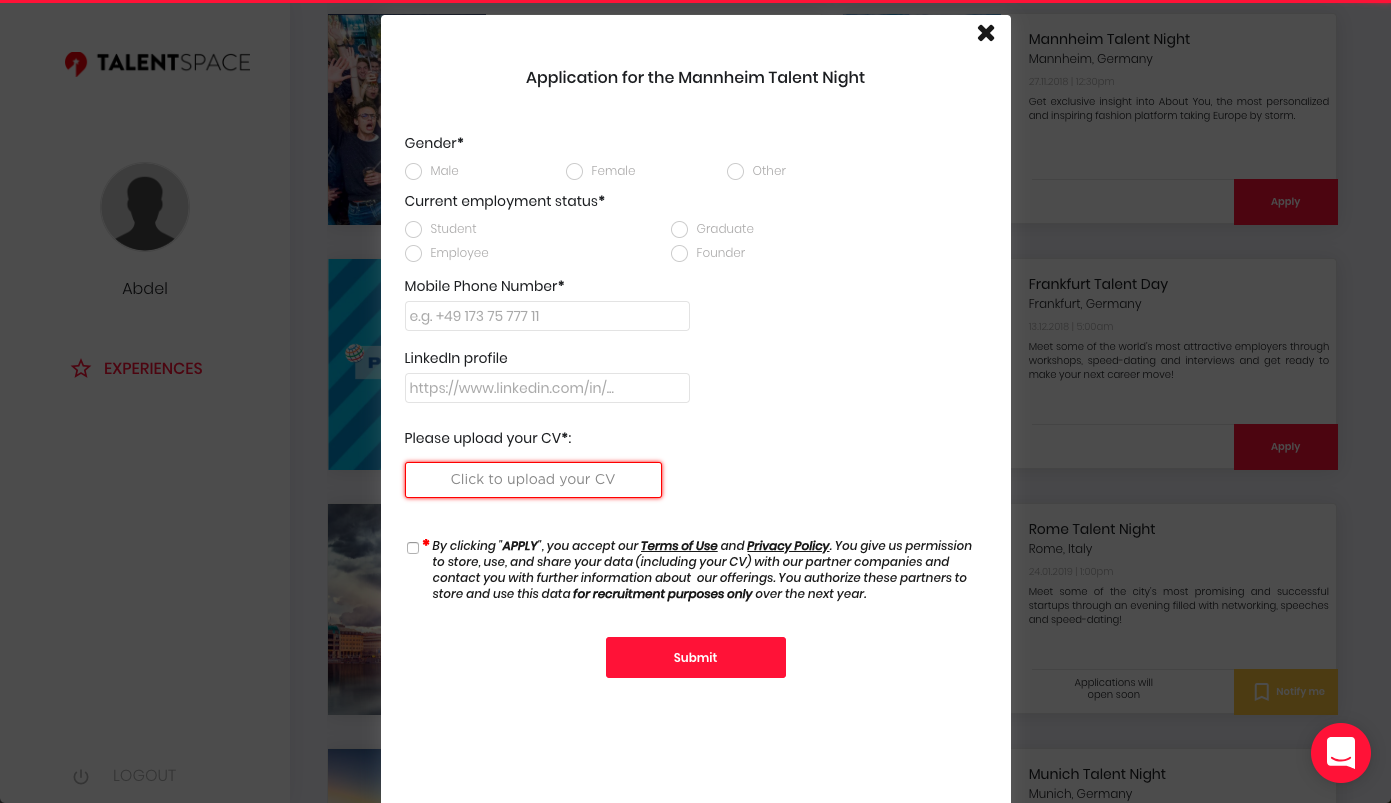 TALENTSPACE
Abdel
EXPERIENCES
LOGOUT
Application for the Mannheim Talent Night
Gender*
Male
Female
Other
Current employment status*
Student
Graduate
Employee
Founder
Mobile Phone Number*
e.g. +49 173 75 777 11
LinkedIn profile
https://www.linkedin.com/in/...
Please upload your CV*:
Click to upload your CV
* By clicking "APPLY", you accept our Terms of Use and Privacy Policy. You give us permission
to store, use, and share your data (including your CV) with our partner companies and
contact you with further information about our offerings. You authorize these partners to
store and use this data for recruitment purposes only over the next year.
Submit
Mannheim Talent Night
Mannheim, Germany
27.11.2018 | 12:30pm
Get exclusive insight into About You, the most personalized
and inspiring fashion platform taking Europe by storm.
Apply
Frankfurt Talent Day
Frankfurt, Germany
13.12.2018 | 5:00am
Meet some of the world's most attractive employers through
workshops, speed-dating and interviews and get ready to
make your next career move!
Apply
Rome Talent Night
Rome, Italy
24.01.2019 | 1:00pm
Meet some of the city's most promising and successful
startups through an evening filled with networking, speeches
and speed-dating!
Applications will
open soon
Notify me
Munich Talent Night
Munich, Germany